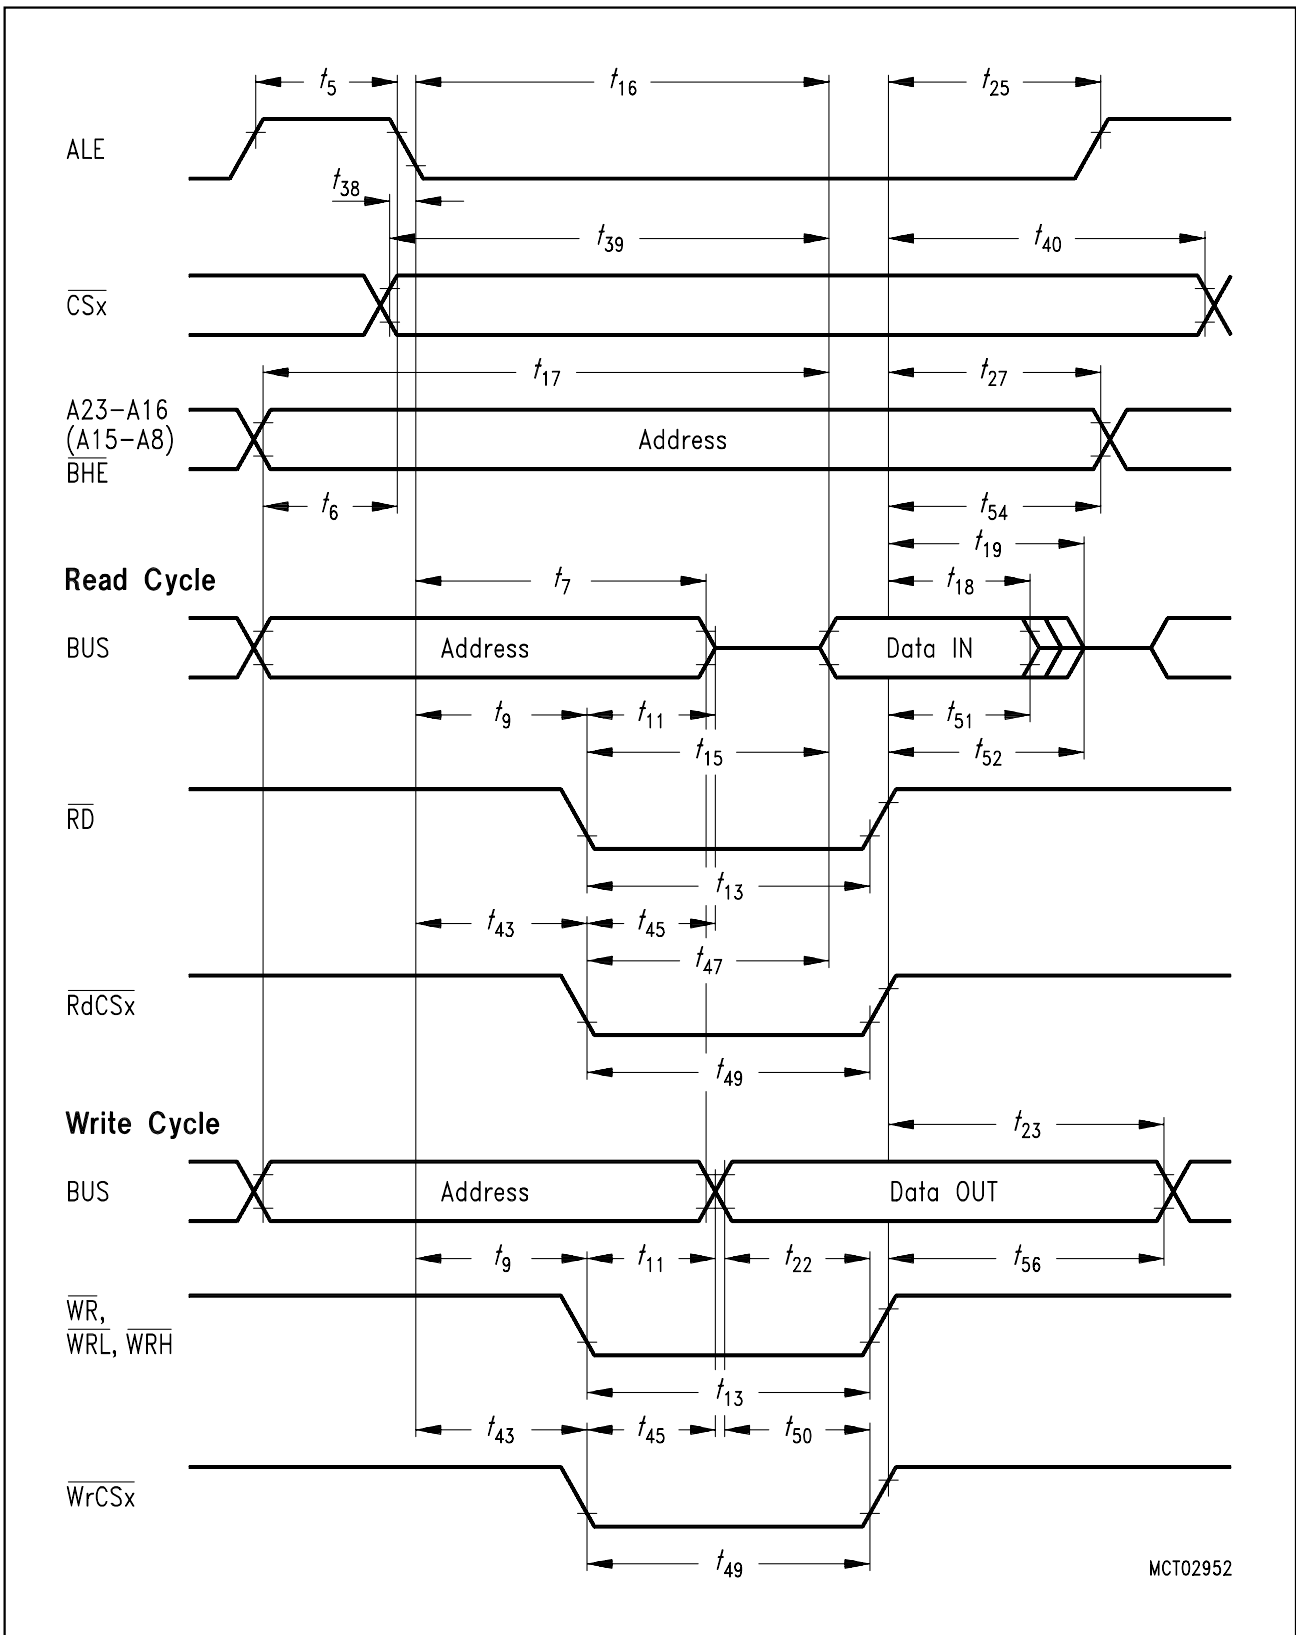 t5 t16 t25
ALE
t38
t39 t40
CSx
t17 t27
A23-A16
(A15-A8)
BHE
Address
t6 t54
t19
Read Cycle
t7 t18
BUS Address Data IN
t9 t11 t51
t15 t52
RD
t13
t43 t45
t47
RdCSx
t49
Write Cycle
t23
BUS Address Data OUT
t9 t11 t22 t56
WR,
WRL, WRH
t13
t43 t45 t50
WrCSx
t49
MCT02952